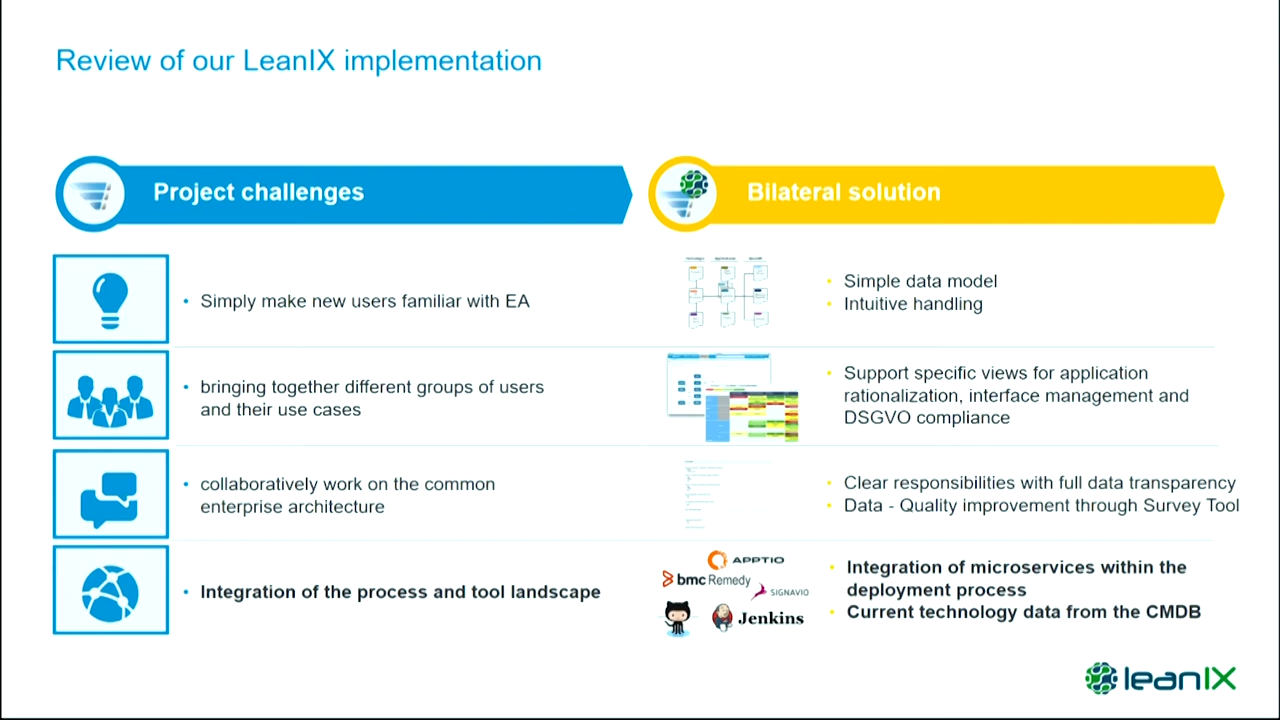 Review of our LeanIX implementation
Project challenges
Bilateral solution
• Simply make new users familiar with EA
• Simple data model
• Intuitive handling
• bringing together different groups of users
and their use cases
• Support specific views for application
rationalization, interface management and
DSGVO compliance
• collaboratively work on the common
enterprise architecture
• Clear responsibilities with full data transparency
• Data - Quality improvement through Survey Tool
• Integration of the process and tool landscape
APPTIO
bmc Remedy
SIGNAVIO
Jenkins
• Integration of microservices within the
deployment process
• Current technology data from the CMDB
leanIX